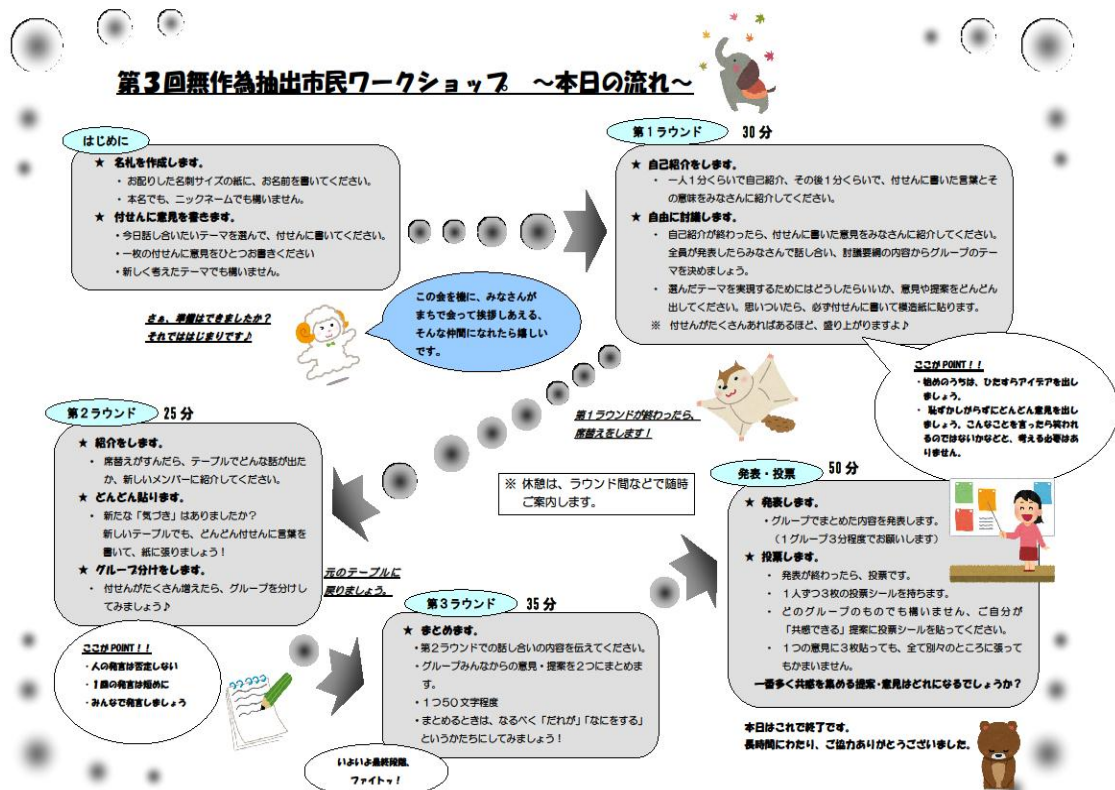 第3回無作為抽出市民ワークショップ　～本日の流れ～
はじめに
★ 名札を作成します。
・ お配りした名刺サイズの紙に、お名前を書いてください。
・ 本名でも、ニックネームでも構いません。
★ 付せんに意見を書きます。
・今日話し合いたいテーマを選んで、付せんに書いてください。
・一枚の付せんに意見をひとつお書きください
・新しく考えたテーマでも構いません。
さぁ、準備はできましたか？
それでははじまりです♪
この会を機に、みなさんが
まちで会って挨拶しあえる、
そんな仲間になれたら嬉しい
です。
第1ラウンド　30分
★ 自己紹介をします。
・ 一人1分くらいで自己紹介、その後1分くらいで、付せんに書いた言葉とそ
の意味をみなさんに紹介してください。
★ 自由に討議します。
・ 自己紹介が終わったら、付せんに書いた意見をみなさんに紹介してください。
全員が発表したらみなさんで話し合い、討議要綱の内容からグループのテー
マを決めましょう。
・ 選んだテーマを実現するためにはどうしたらいいか、意見や提案をどんどん
出してください。思いついたら、必ず付せんに書いて模造紙に貼ります。
※ 付せんがたくさんあればあるほど、盛り上がりますよ♪
ここが POINT！！
・始めのうちは、ひたすらアイデアを出し
ましょう。
・ 恥ずかしがらずにどんどん意見を出し
ましょう。こんなことを言ったら笑われ
るのではないかなどと、考える必要はあ
りません。
第1ラウンドが終わったら、
席替えをします！
第2ラウンド　25分
★ 紹介をします。
・ 席替えがすんだら、テーブルでどんな話が出た
か、新しいメンバーに紹介してください。
★ どんどん貼ります。
・ 新たな「気づき」はありましたか？
新しいテーブルでも、どんどん付せんに言葉を
書いて、紙に張りましょう！
★ グループ分けをします。
・ 付せんがたくさん増えたら、グループを分けし
てみましょう♪
ここが POINT！！
・人の発言は否定しない
・1回の発言は短めに
・みんなで発言しましょう
※ 休憩は、ラウンド間などで随時
ご案内します。
元のテーブルに
戻りましょう。
第3ラウンド　35分
★ まとめます。
・第2ラウンドでの話し合いの内容を伝えてください。
・グループみんなからの意見・提案を2つにまとめま
す。
・1つ50文字程度
・まとめるときは、なるべく「だれが」「なにをする」
というかたちにしてみましょう！
いよいよ最終段階、
ファイトッ！
発表・投票　50分
★ 発表します。
・グループでまとめた内容を発表します。
（1グループ3分程度でお願いします）
★ 投票します。
・ 発表が終わったら、投票です。
・ 1人ずつ3枚の投票シールを持ちます。
・ どのグループのものでも構いません、ご自分が
「共感できる」提案に投票シールを貼ってください。
・ 1つの意見に3枚貼っても、全て別々のところに張って
もかまいません。
一番多く共感を集める提案・意見はどれになるでしょうか？
本日はこれで終了です。
長時間にわたり、ご協力ありがとうございました。